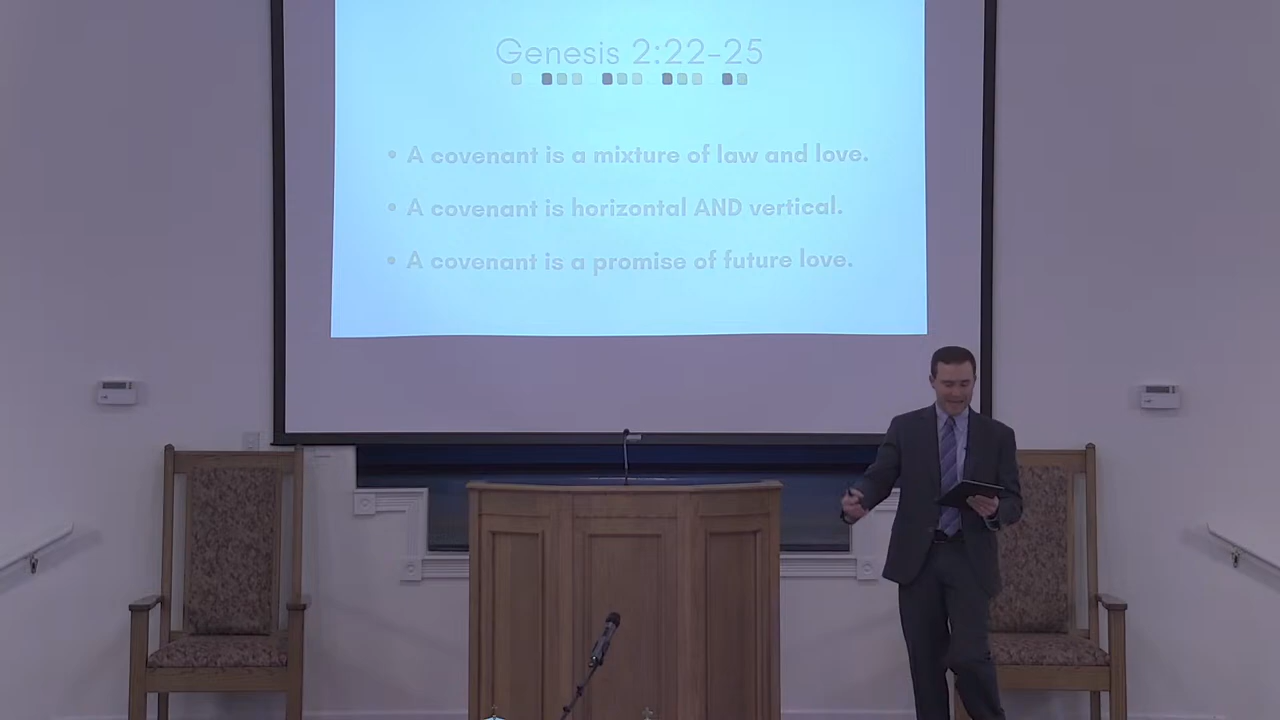 Genesis 2:22-25
• A covenant is a mixture of law and love.
• A covenant is horizontal AND vertical.
• A covenant is a promise of future love.